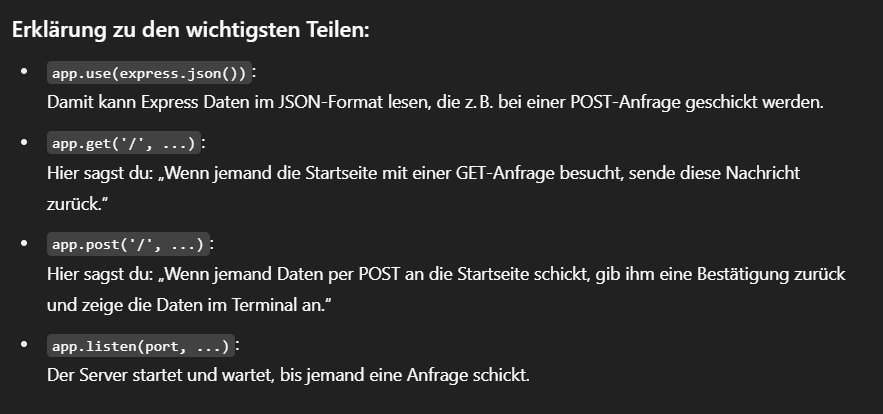 Erklärung zu den wichtigsten Teilen:
• app.use(express.json()):
Damit kann Express Daten im JSON-Format lesen, die z. B. bei einer POST-Anfrage geschickt werden.
• app.get('/', ...):
Hier sagst du: „Wenn jemand die Startseite mit einer GET-Anfrage besucht, sende diese Nachricht
zurück.“
• app.post('/', ...):
Hier sagst du: „Wenn jemand Daten per POST an die Startseite schickt, gib ihm eine Bestätigung zurück
und zeige die Daten im Terminal an.“
• app.listen(port, ...):
Der Server startet und wartet, bis jemand eine Anfrage schickt.